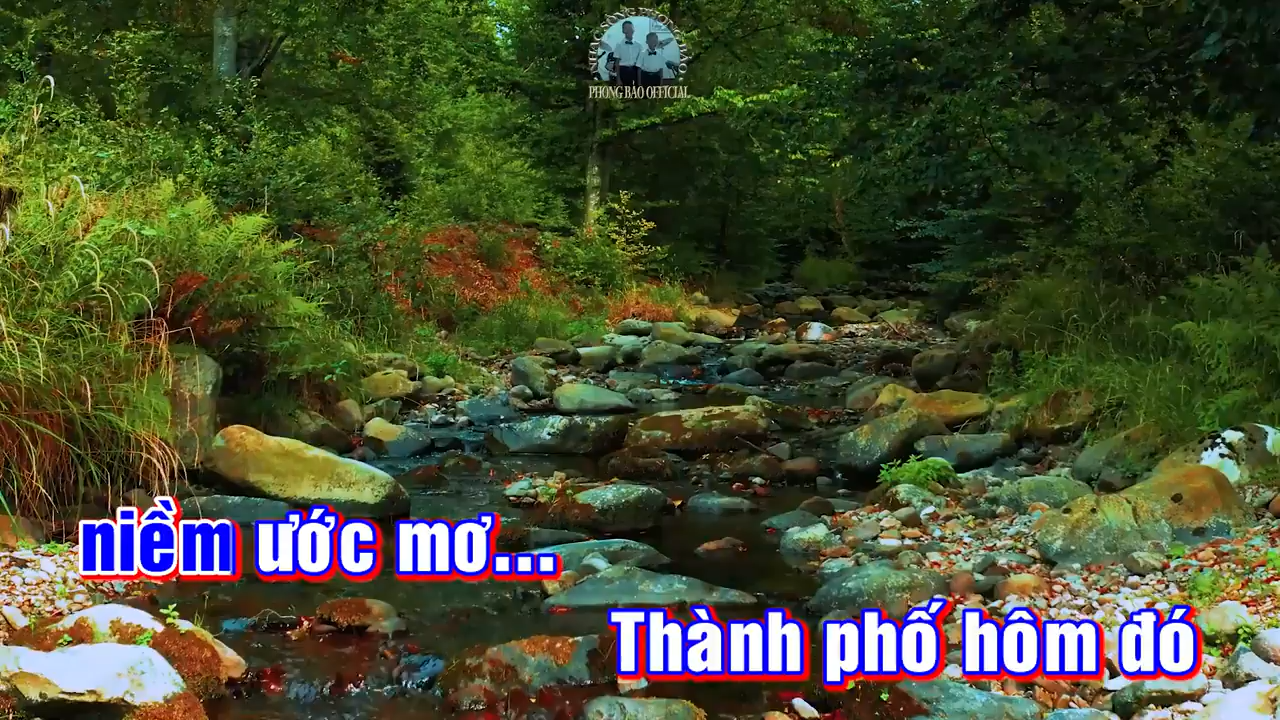 PHONG BẢO OFFICIAL
niềm ước mơ...
Thành phố hôm đó